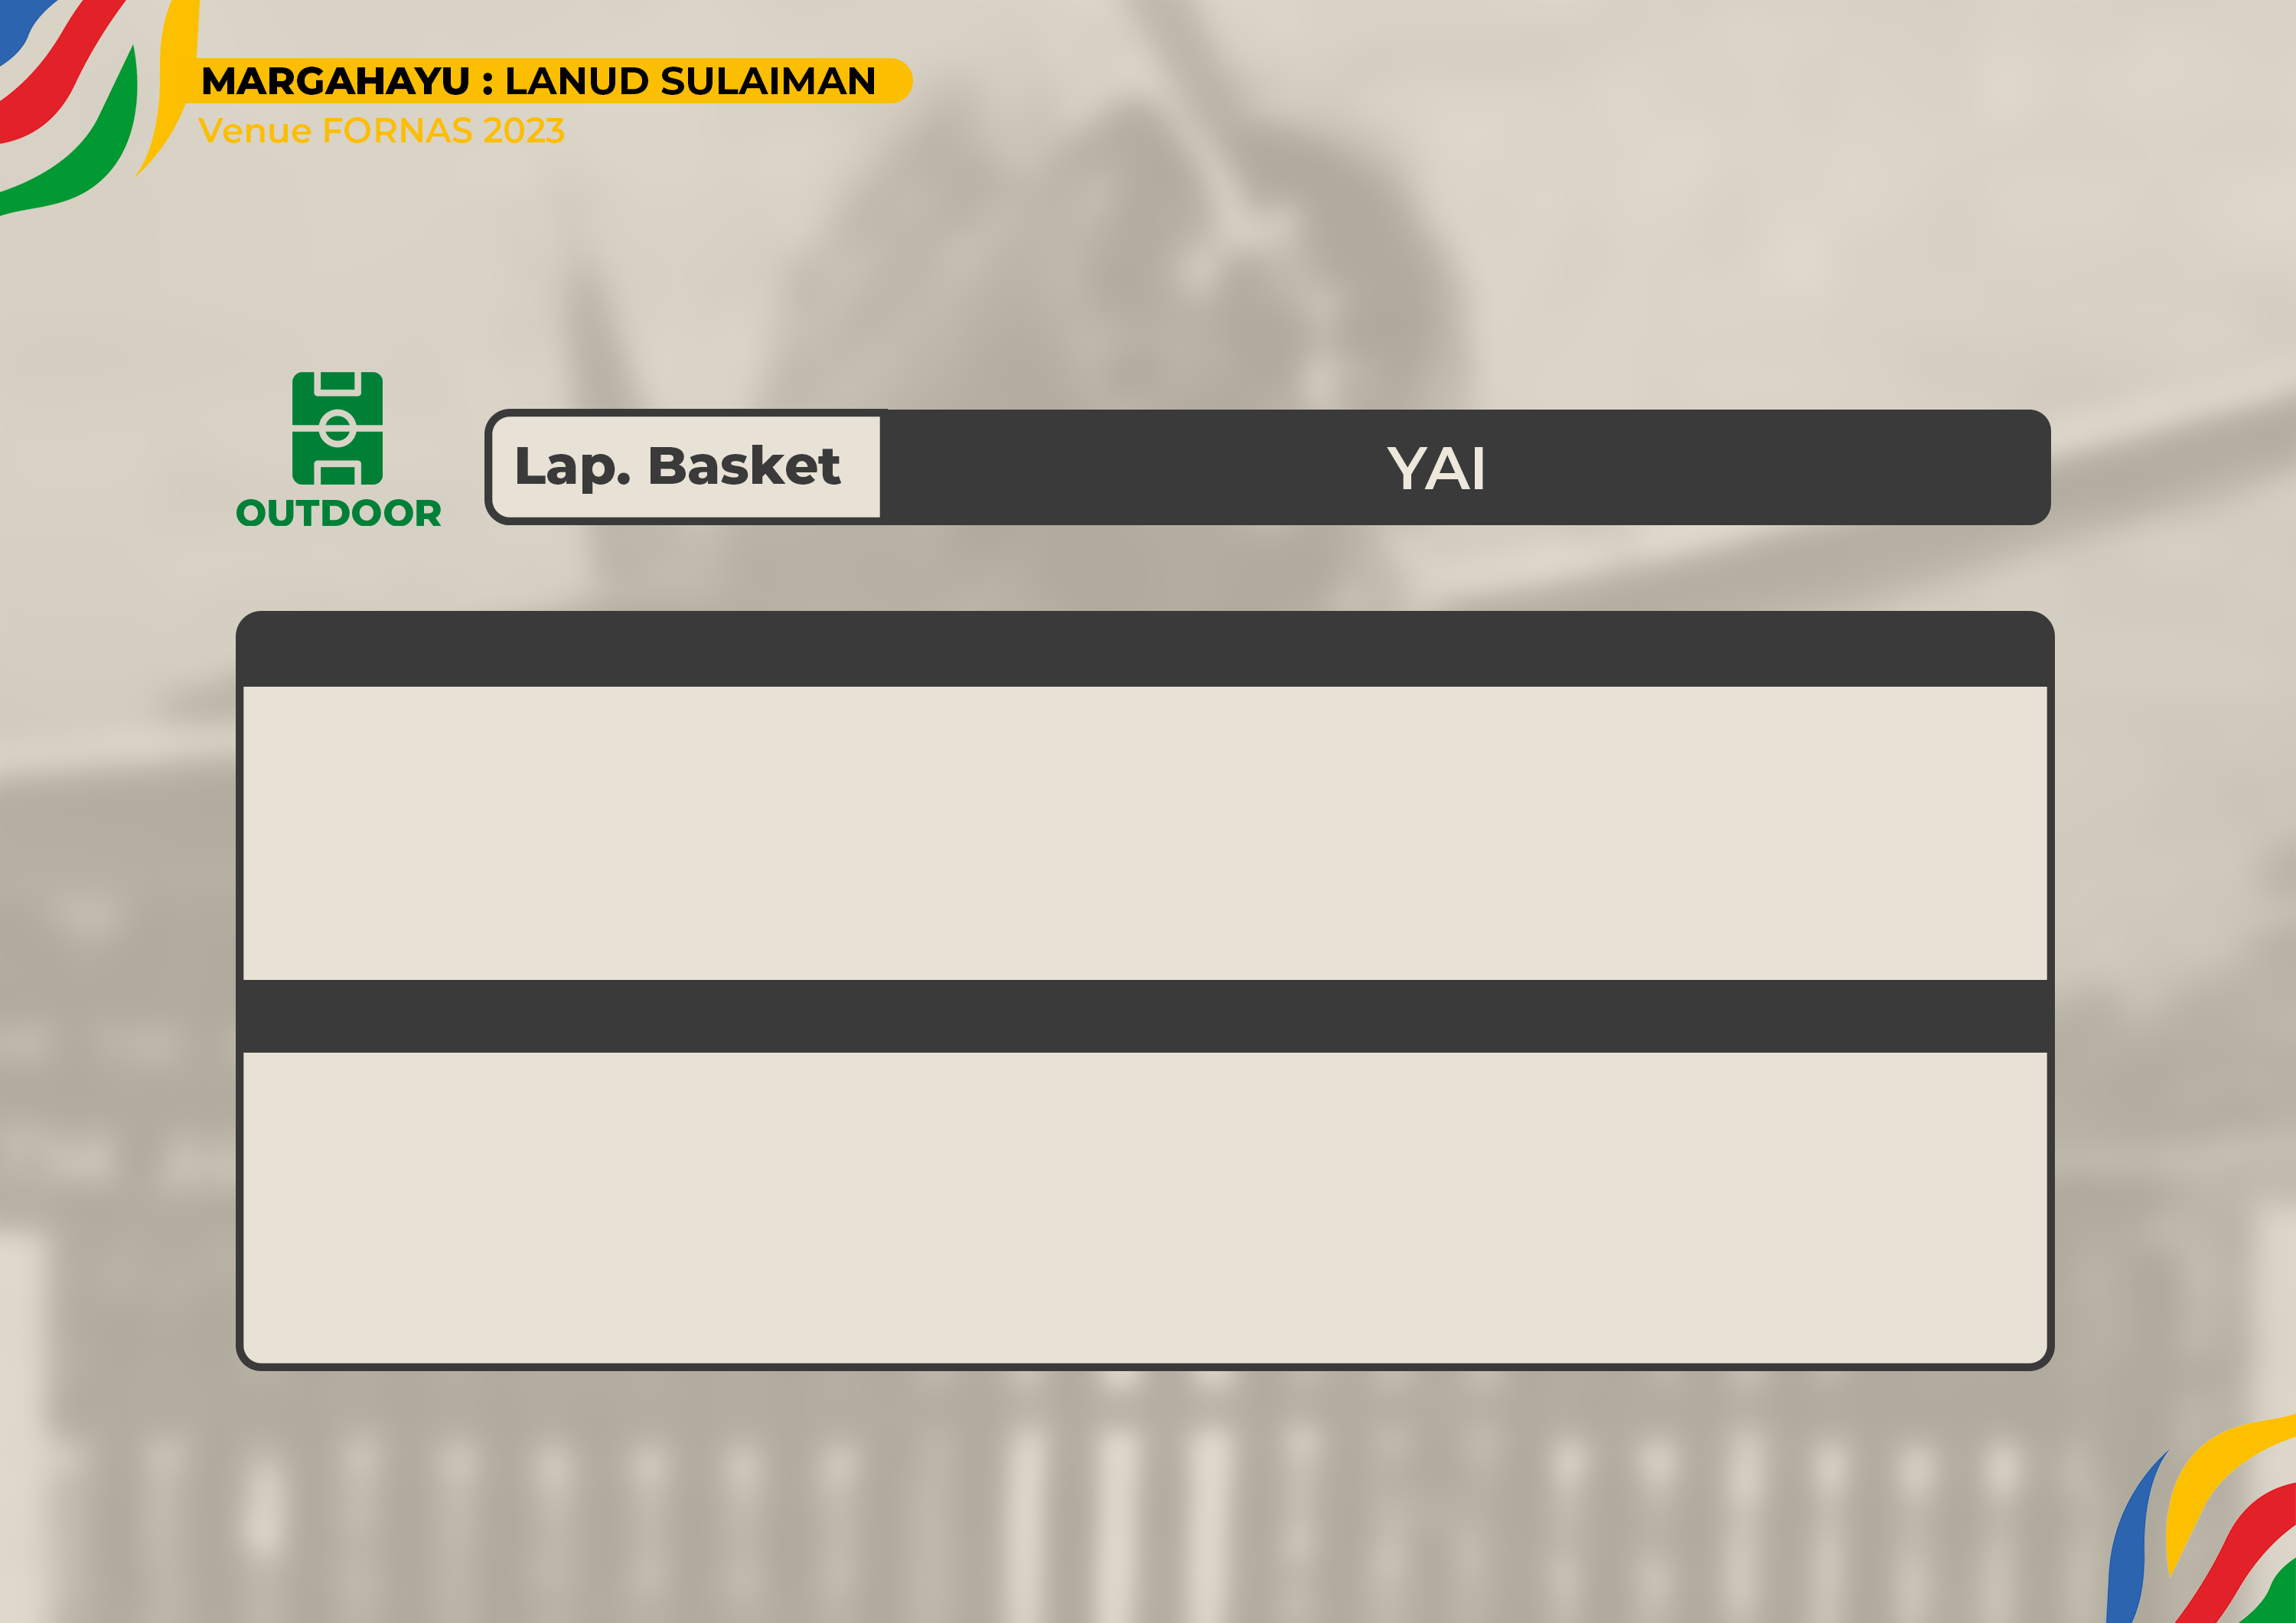 MARGAHAYU : LANUD SULAIMAN
Venue FORNAS 2023
OUTDOOR
Lap. Basket
YAI